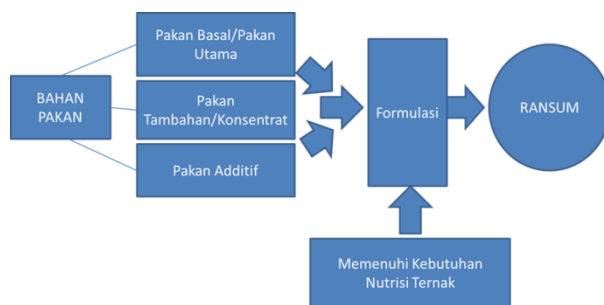 Pakan Basal/Pakan
Utama
BAHAN
PAKAN
Pakan
Tambahan/Konsentrat
Pakan Additif
Formulasi
RANSUM
Memenuhi Kebutuhan
Nutrisi Ternak